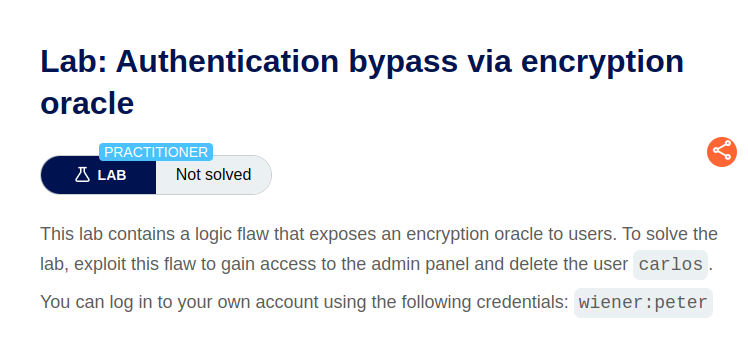 Lab: Authentication bypass via encryption
oracle
PRACTITIONER
LAB Not solved
This lab contains a logic flaw that exposes an encryption oracle to users. To solve the
lab, exploit this flaw to gain access to the admin panel and delete the user carlos.
You can log in to your own account using the following credentials: wiener:peter